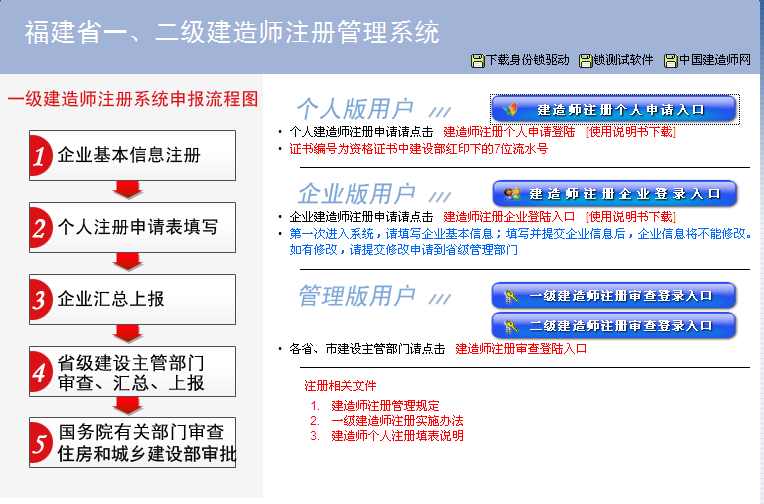 福建省一、二级建造师注册管理系统
下载身份锁驱动 锁测试软件 中国建造师网
一级建造师注册系统申报流程图
1 企业基本信息注册
2 个人注册申请表填写
3 企业汇总上报
4 省级建设主管部门
审查、汇总、上报
5 国务院有关部门审查
住房和城乡建设部审批
个人版用户 ///
建造师注册个人申请入口
• 个人建造师注册申请请点击 建造师注册个人申请登陆 [使用说明书下载]
• 证书编号为资格证书中建设部红印下的7位流水号
企业版用户 ///
建造师注册企业登录入口
• 企业建造师注册申请请点击 建造师注册企业登陆入口 [使用说明书下载]
• 第一次进入系统，请填写企业基本信息；填写并提交企业信息后，企业信息将不能修改。
如有修改，请提交修改申请到省级管理部门
管理版用户 ///
一级建造师注册审查登录入口
二级建造师注册审查登录入口
• 各省、市建设主管部门请点击 建造师注册审查登陆入口
注册相关文件
1. 建造师注册管理规定
2. 一级建造师注册实施办法
3. 建造师个人注册填表说明